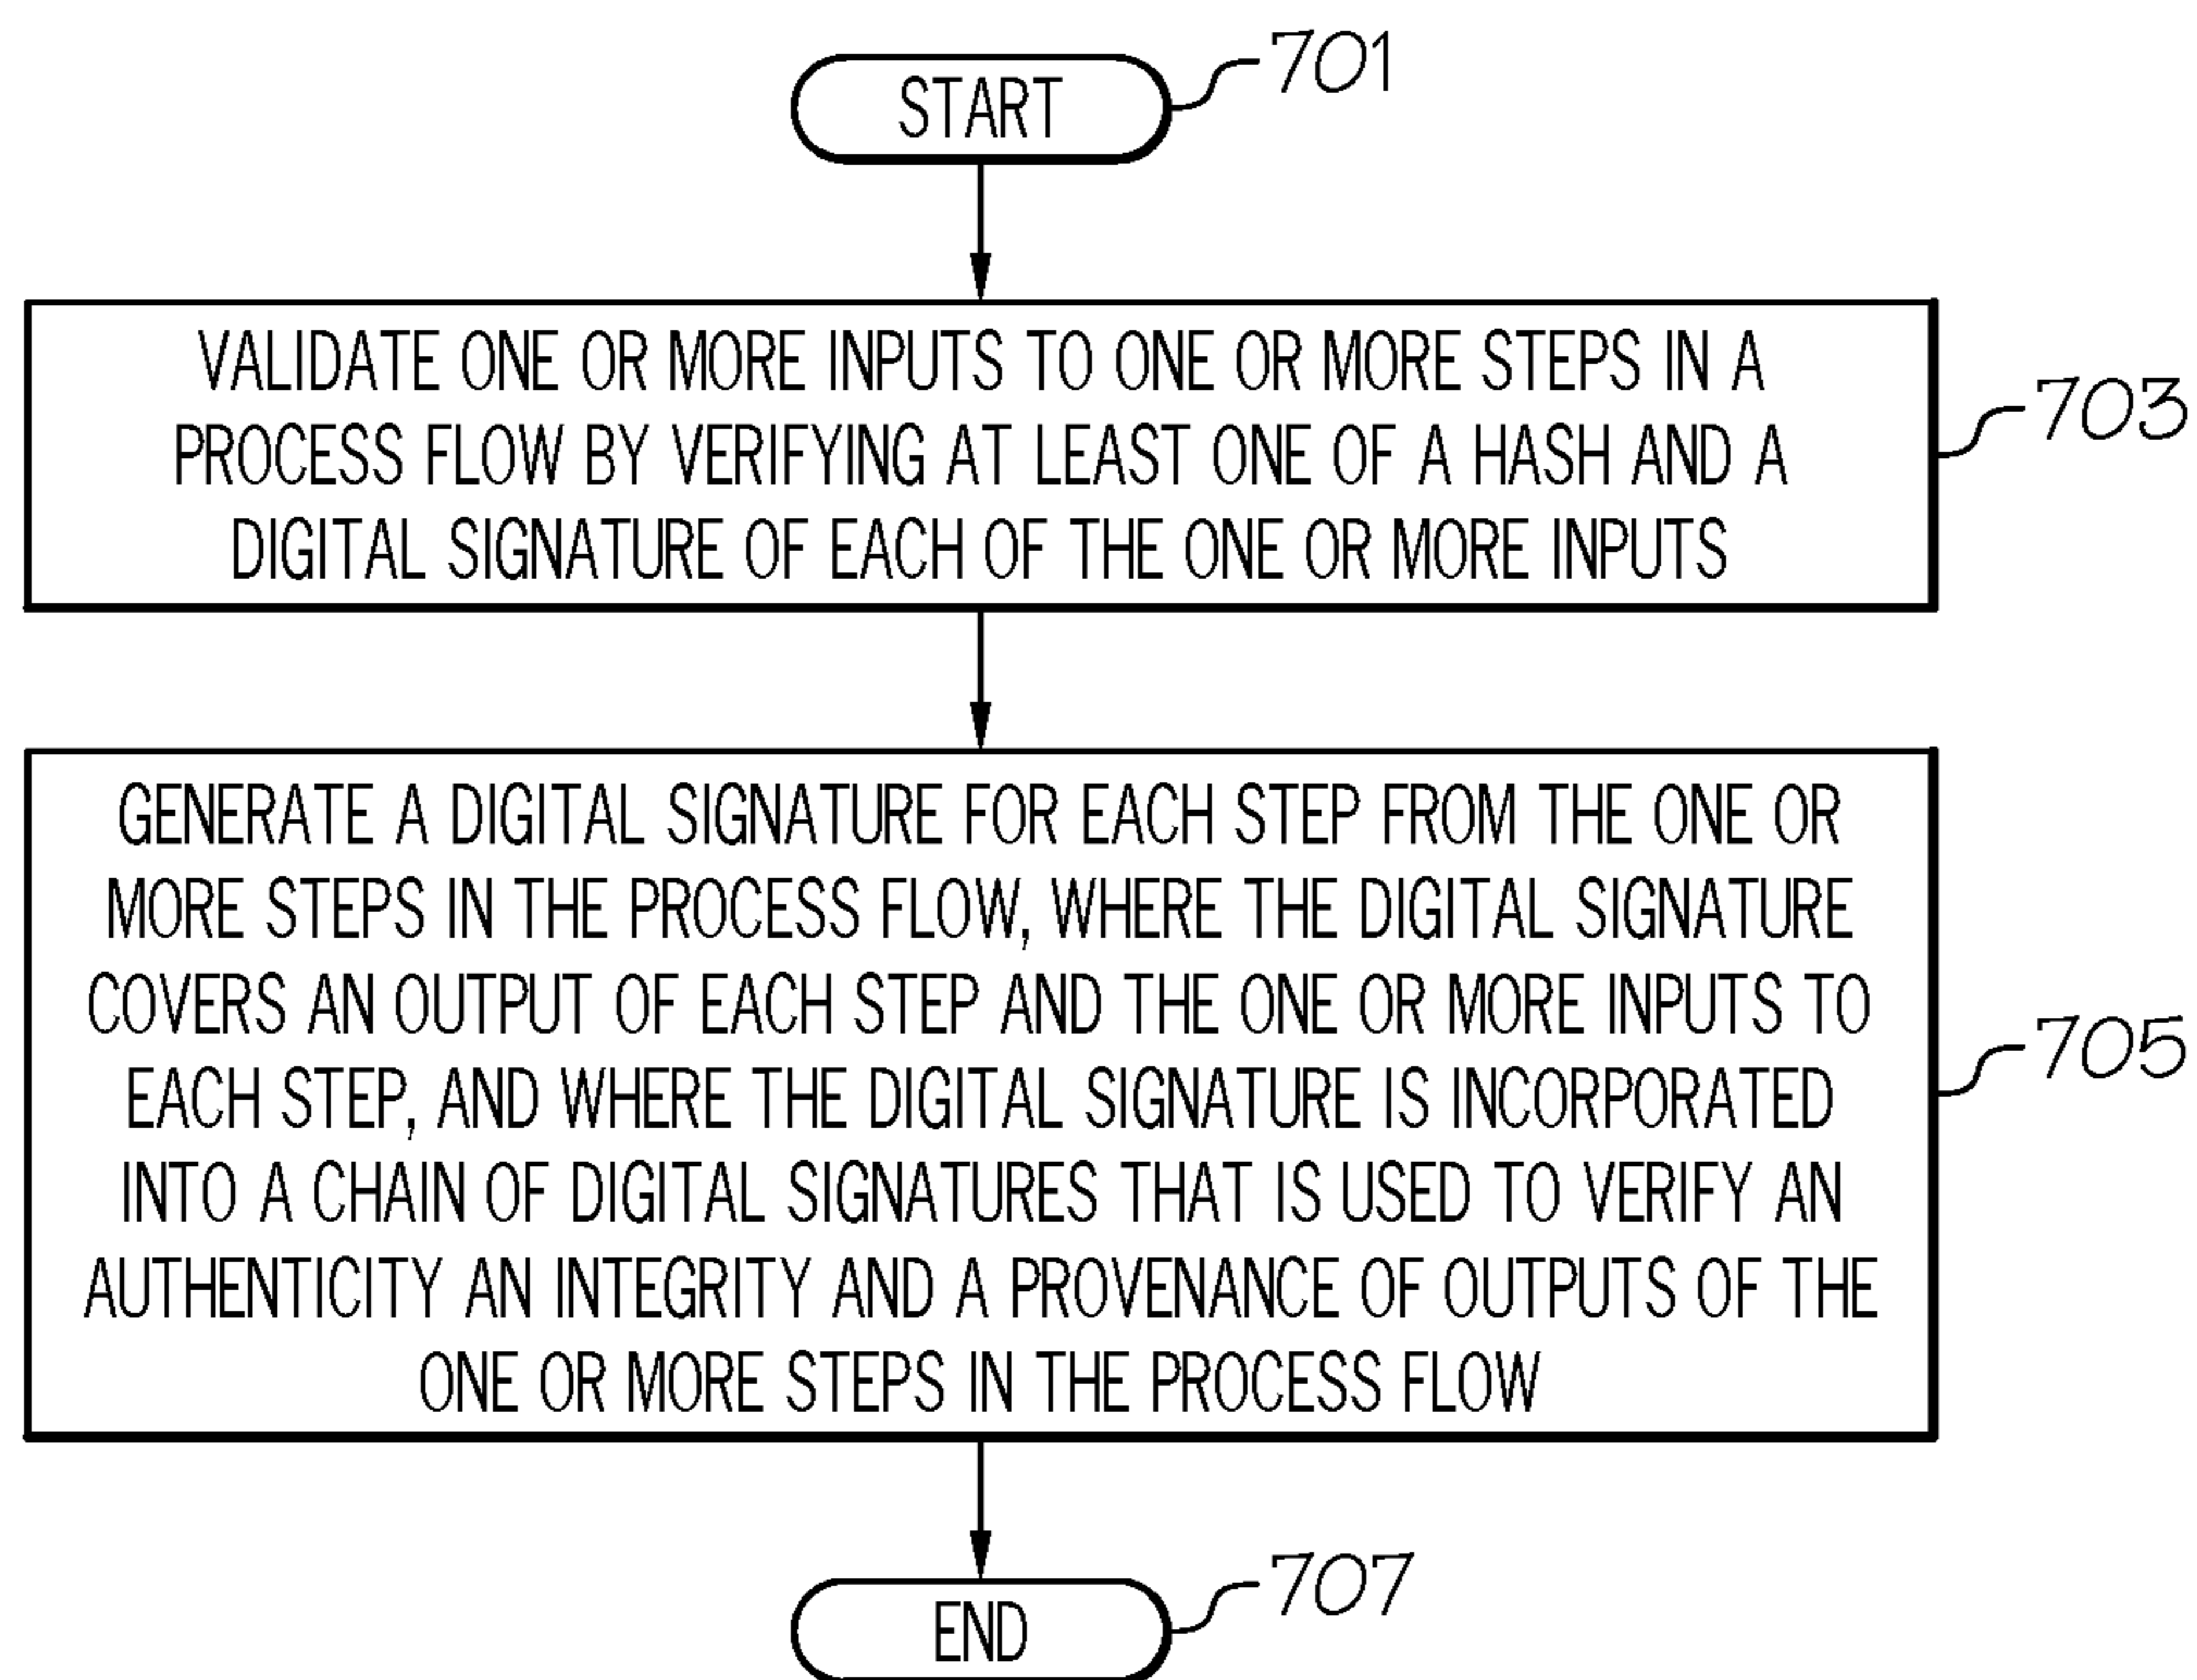 START
701
VALIDATE ONE OR MORE INPUTS TO ONE OR MORE STEPS IN A
PROCESS FLOW BY VERIFYING AT LEAST ONE OF A HASH AND A
DIGITAL SIGNATURE OF EACH OF THE ONE OR MORE INPUTS
703
GENERATE A DIGITAL SIGNATURE FOR EACH STEP FROM THE ONE OR
MORE STEPS IN THE PROCESS FLOW, WHERE THE DIGITAL SIGNATURE
COVERS AN OUTPUT OF EACH STEP AND THE ONE OR MORE INPUTS TO
EACH STEP, AND WHERE THE DIGITAL SIGNATURE IS INCORPORATED
INTO A CHAIN OF DIGITAL SIGNATURES THAT IS USED TO VERIFY AN
AUTHENTICITY AN INTEGRITY AND A PROVENANCE OF OUTPUTS OF THE
ONE OR MORE STEPS IN THE PROCESS FLOW
705
END
707